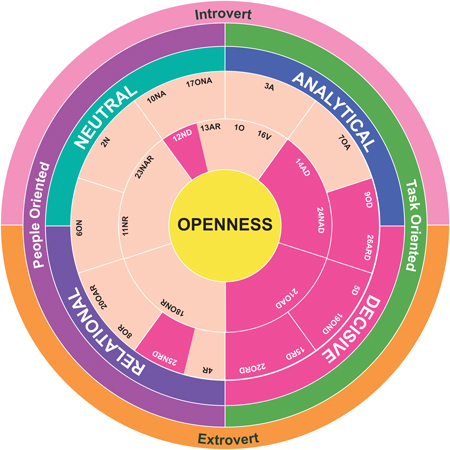 Introvert
People Oriented
Task Oriented
Extrovert
NEUTRAL
ANALYTICAL
RELATIONAL
DECISIVE
2N
10NA
17ONA
3A
7OA
9OD
26ARD
5D
19OND
15RD
22ORD
4R
25NRD
8OR
20OAR
6ON
11NR
23NAR
12ND
13AR
1O
16V
14AD
24NAD
21OAD
18ONR
OPENNESS